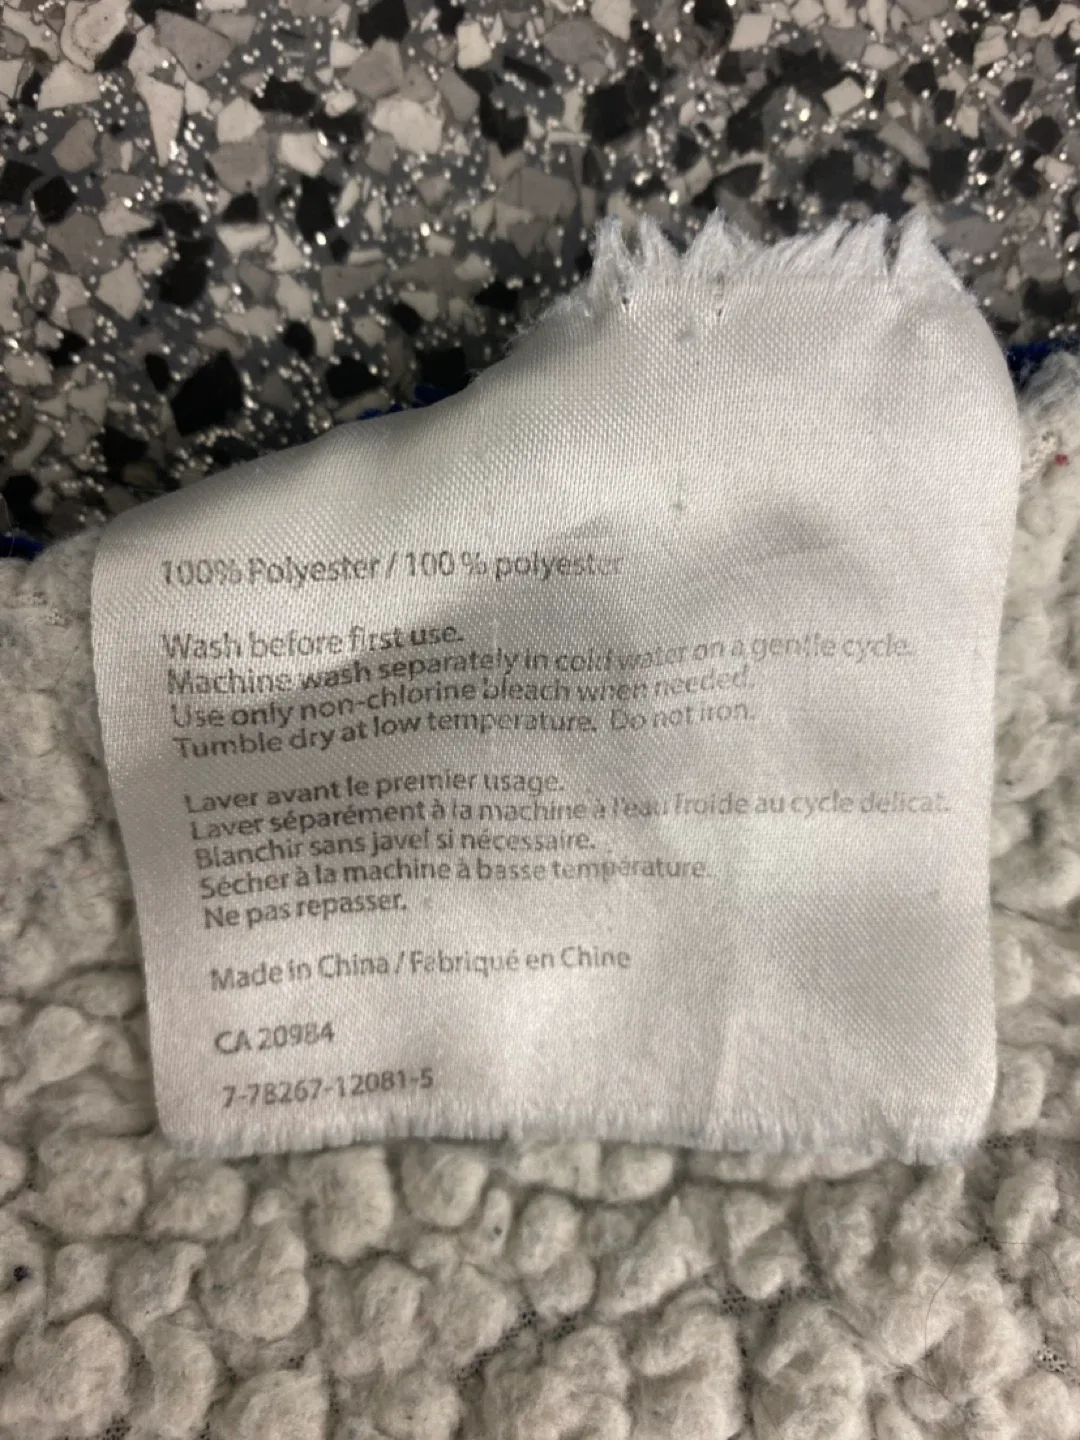 100% Polyester / 100 % polyester
Wash before first use.
Machine wash separately in cold water on a gentle cycle.
Use only non-chlorine bleach when needed.
Tumble dry at low temperature. Do not iron.
Laver avant le premier usage.
Laver séparément à la machine à l'eau froide au cycle délicat.
Blanchir sans javel si nécessaire.
Sécher à la machine à basse température.
Ne pas repasser.
Made in China / Fabriqué en Chine
CA 20984
7-78267-12081-5